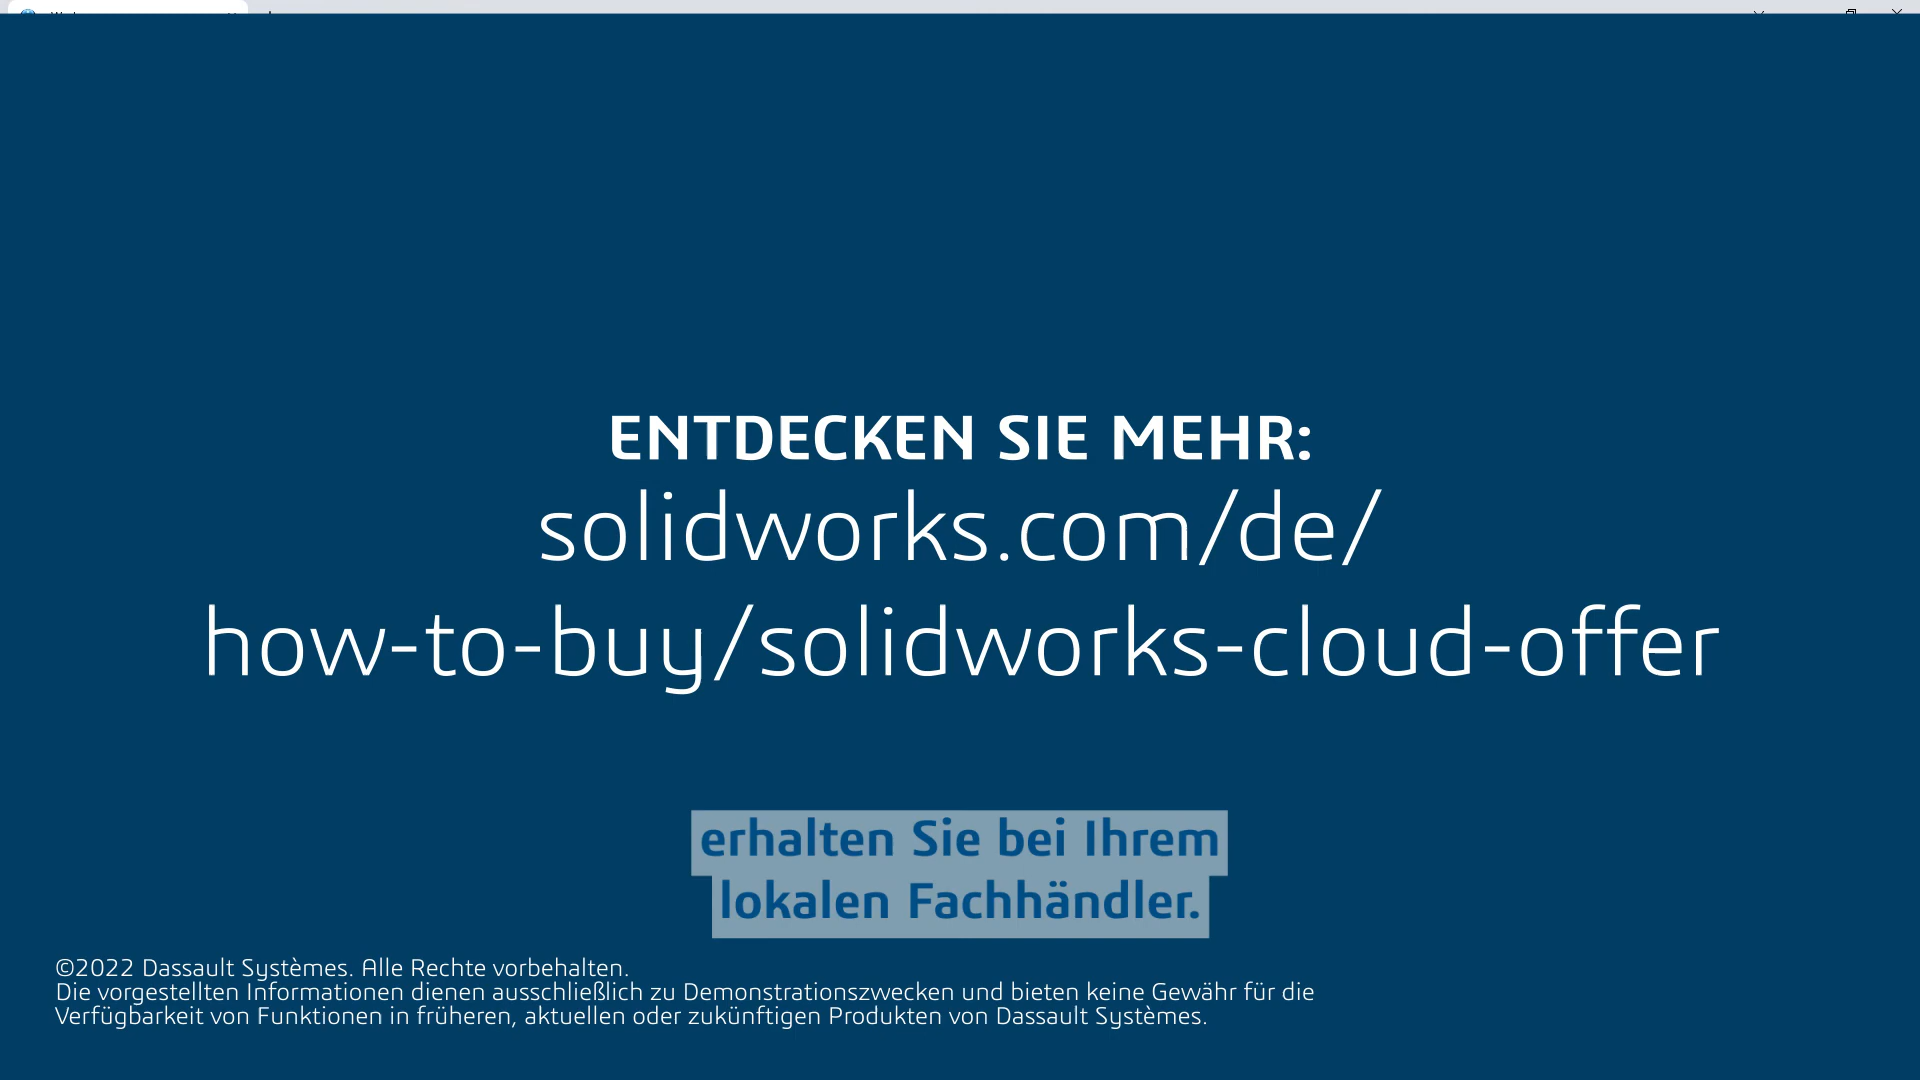 ENTDECKEN SIE MEHR:
solidworks.com/de/
how-to-buy/solidworks-cloud-offer
erhalten Sie bei Ihrem
lokalen Fachhändler.
©2022 Dassault Systèmes. Alle Rechte vorbehalten.
Die vorgestellten Informationen dienen ausschließlich zu Demonstrationszwecken und bieten keine Gewähr für die
Verfügbarkeit von Funktionen in früheren, aktuellen oder zukünftigen Produkten von Dassault Systèmes.